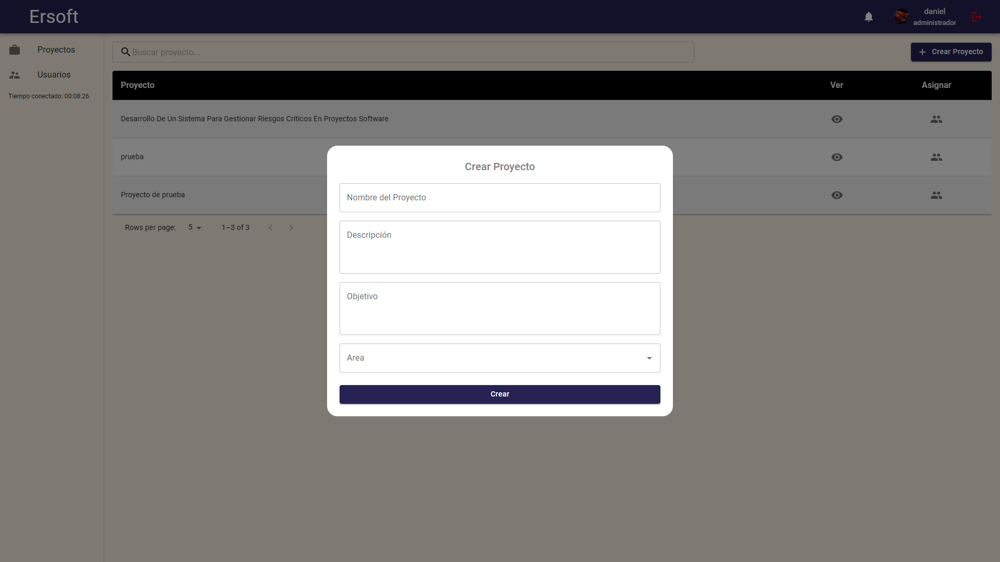 Ersoft
daniel
administrador
Proyectos
Usuarios
Tiempo conectado: 00:08:26
Buscar proyecto...
+ Crear Proyecto
Proyecto Ver Asignar
Desarrollo De Un Sistema Para Gestionar Riesgos Criticos En Proyectos Software
prueba
Proyecto de prueba
Rows per page: 5 1–3 of 3
Crear Proyecto
Nombre del Proyecto
Descripción
Objetivo
Area
Crear